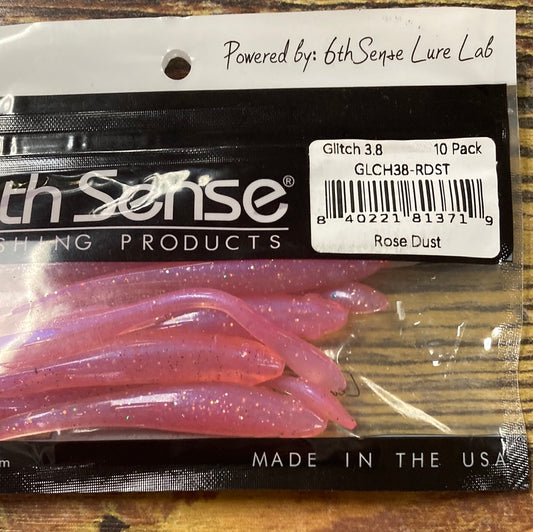 Powered by: 6thSense Lure Lab
Glitch 3.8 10 Pack
GLCH38-RDST
8 40221 81371 9
Rose Dust
th Sense®
SHING PRODUCTS
m
MADE IN THE USA